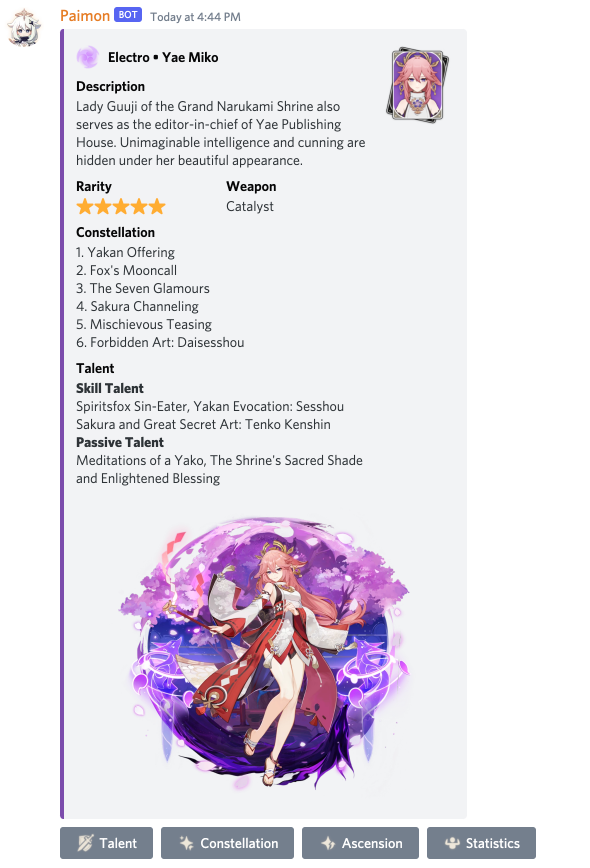 Paimon BOT Today at 4:44 PM
Electro • Yae Miko
Description
Lady Guuji of the Grand Narukami Shrine also
serves as the editor-in-chief of Yae Publishing
House. Unimaginable intelligence and cunning are
hidden under her beautiful appearance.
Rarity Weapon
Catalyst
Constellation
1. Yakan Offering
2. Fox's Mooncall
3. The Seven Glamours
4. Sakura Channeling
5. Mischievous Teasing
6. Forbidden Art: Daisesshou
Talent
Skill Talent
Spiritsfox Sin-Eater, Yakan Evocation: Sesshou
Sakura and Great Secret Art: Tenko Kenshin
Passive Talent
Meditations of a Yako, The Shrine's Sacred Shade
and Enlightened Blessing
Talent Constellation Ascension Statistics